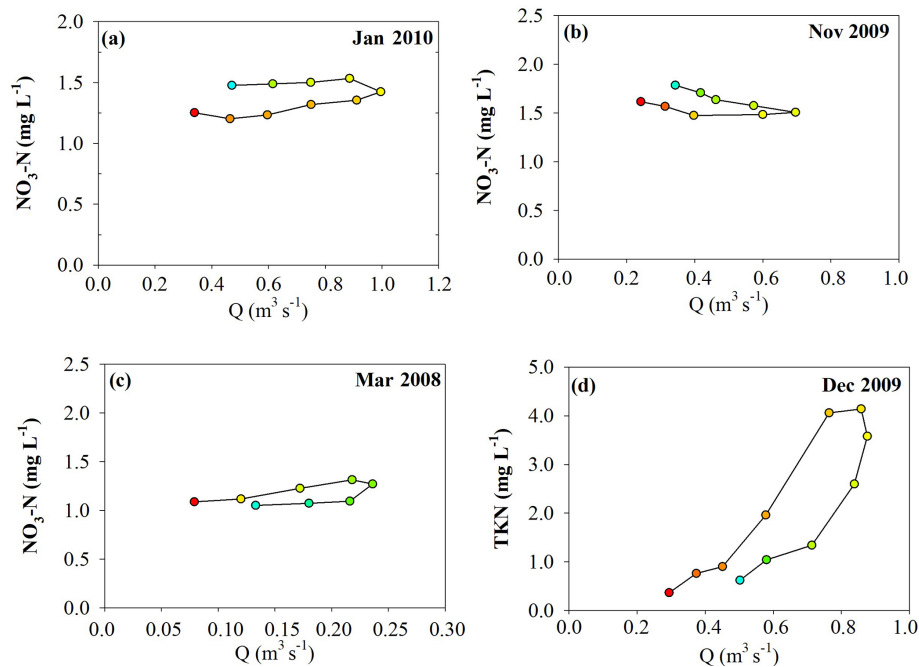 (a)
Jan 2010
2.0
1.5
1.0
0.5
0.0
NO₃-N (mg L⁻¹)
0.0 0.2 0.4 0.6 0.8 1.0 1.2
Q (m³ s⁻¹)
(b)
Nov 2009
2.5
2.0
1.5
1.0
0.5
0.0
NO₃-N (mg L⁻¹)
0.0 0.2 0.4 0.6 0.8 1.0
Q (m³ s⁻¹)
(c)
Mar 2008
2.5
2.0
1.5
1.0
0.5
0.0
NO₃-N (mg L⁻¹)
0.0 0.05 0.10 0.15 0.20 0.25 0.30
Q (m³ s⁻¹)
(d)
Dec 2009
5.0
4.0
3.0
2.0
1.0
0.0
TKN (mg L⁻¹)
0.0 0.2 0.4 0.6 0.8 1.0
Q (m³ s⁻¹)